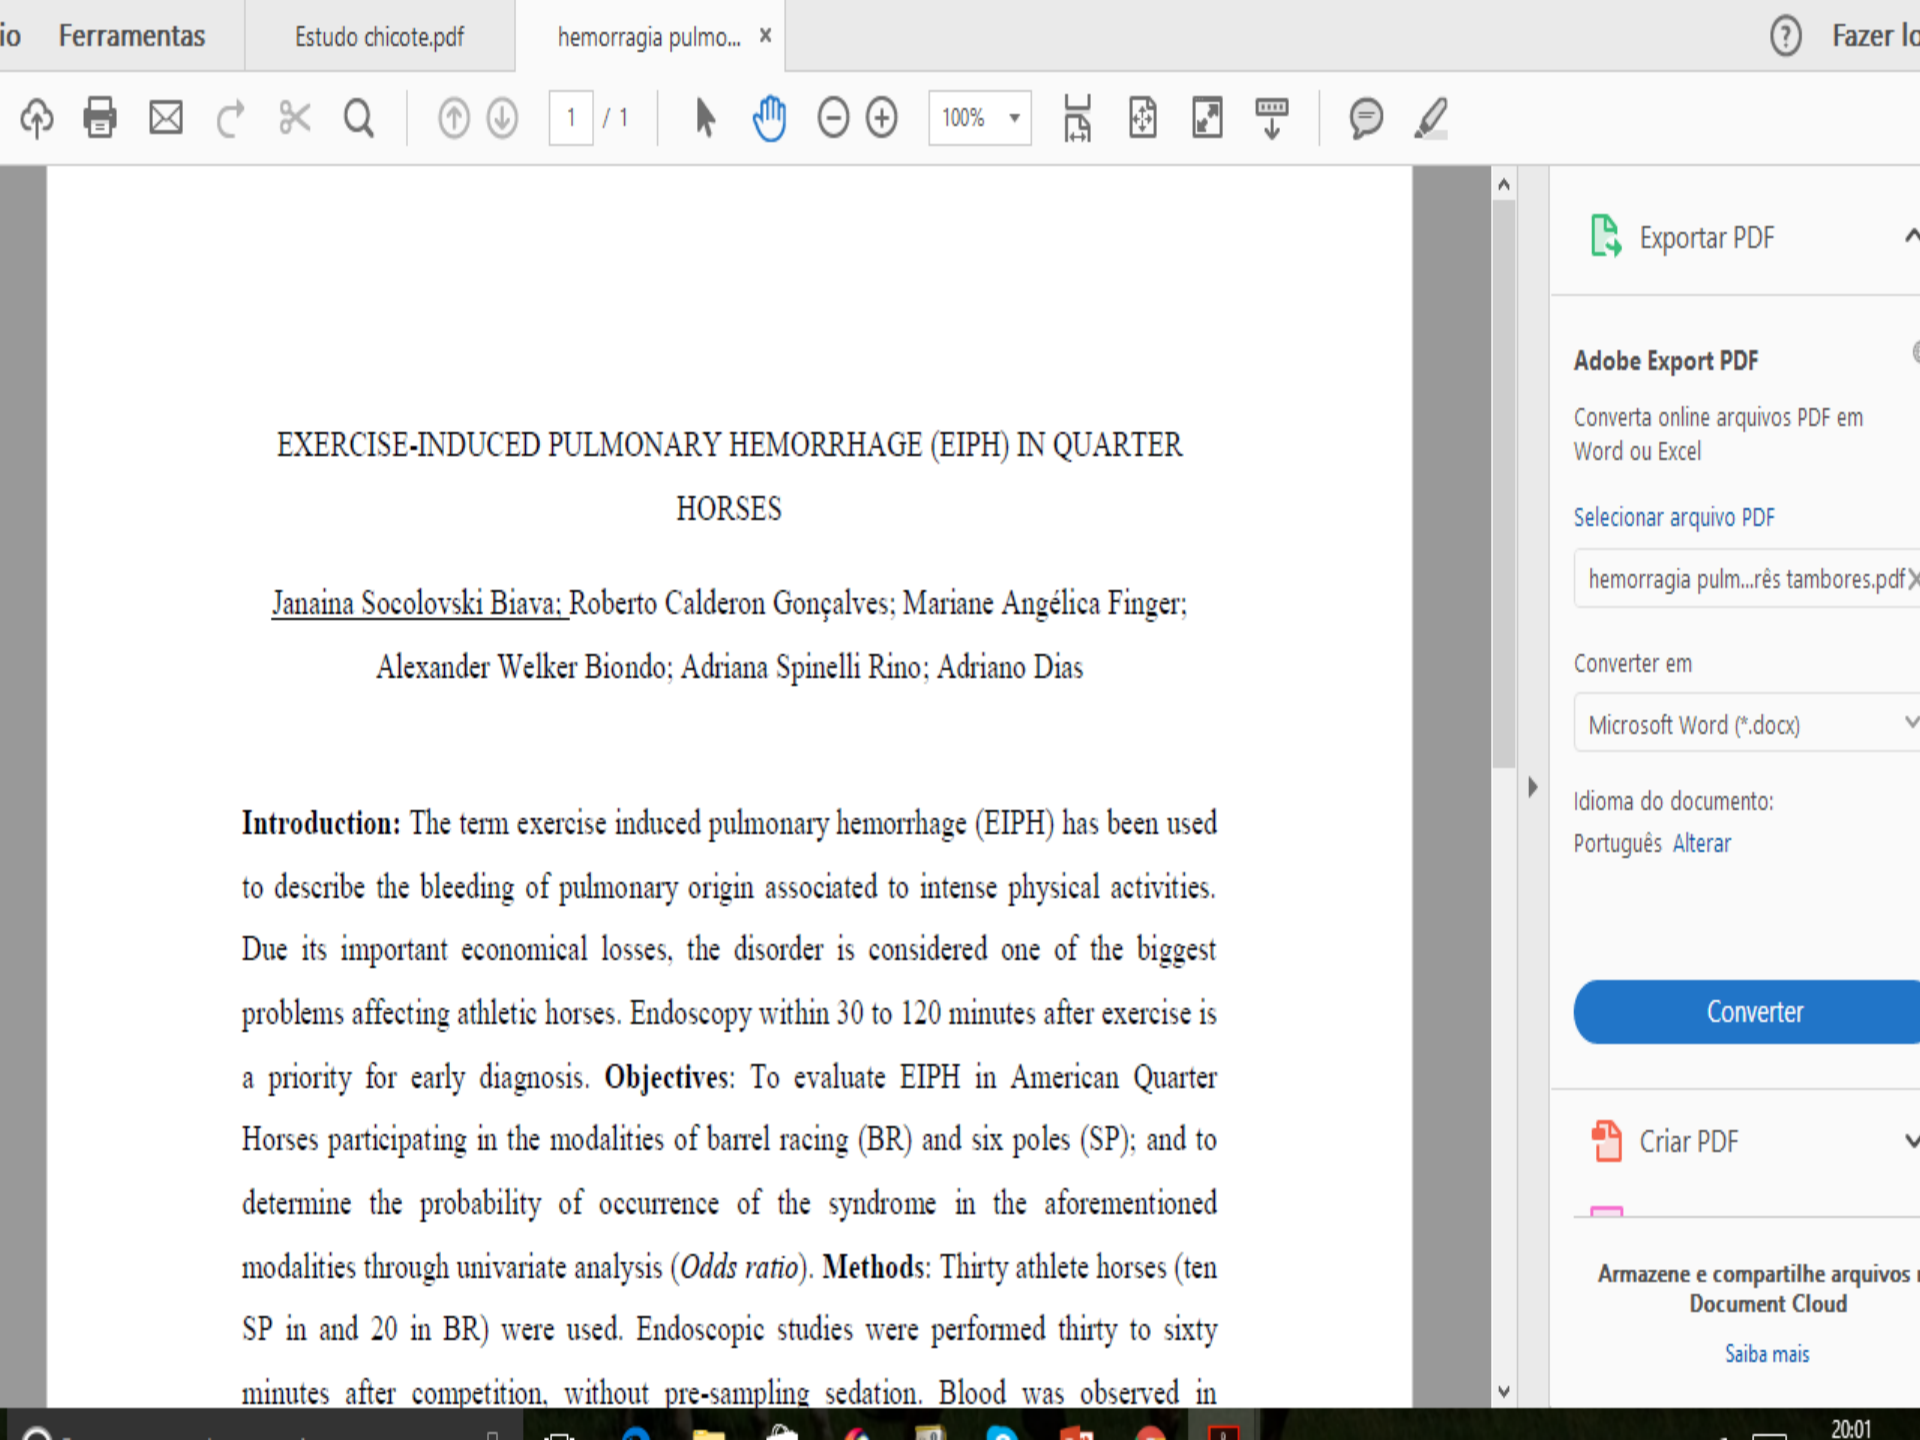 io Ferramentas Estudo chicote.pdf hemorragia pulmo... × ? Fazer lo
1 / 1 100%
Exportar PDF
Adobe Export PDF
Converta online arquivos PDF em
Word ou Excel
Selecionar arquivo PDF
hemorragia pulm...rês tambores.pdf
Converter em
Microsoft Word (*.docx)
Idioma do documento:
Português Alterar
Converter
Criar PDF
Armazene e compartilhe arquivos
Document Cloud
Saiba mais
EXERCISE-INDUCED PULMONARY HEMORRHAGE (EIPH) IN QUARTER
HORSES
Janaina Socolovski Biava; Roberto Calderon Gonçalves; Mariane Angélica Finger;
Alexander Welker Biondo; Adriana Spinelli Rino; Adriano Dias
Introduction: The term exercise induced pulmonary hemorrhage (EIPH) has been used
to describe the bleeding of pulmonary origin associated to intense physical activities.
Due its important economical losses, the disorder is considered one of the biggest
problems affecting athletic horses. Endoscopy within 30 to 120 minutes after exercise is
a priority for early diagnosis. Objectives: To evaluate EIPH in American Quarter
Horses participating in the modalities of barrel racing (BR) and six poles (SP); and to
determine the probability of occurrence of the syndrome in the aforementioned
modalities through univariate analysis (Odds ratio). Methods: Thirty athlete horses (ten
SP in and 20 in BR) were used. Endoscopic studies were performed thirty to sixty
minutes after competition, without pre-sampling sedation. Blood was observed in
20:01